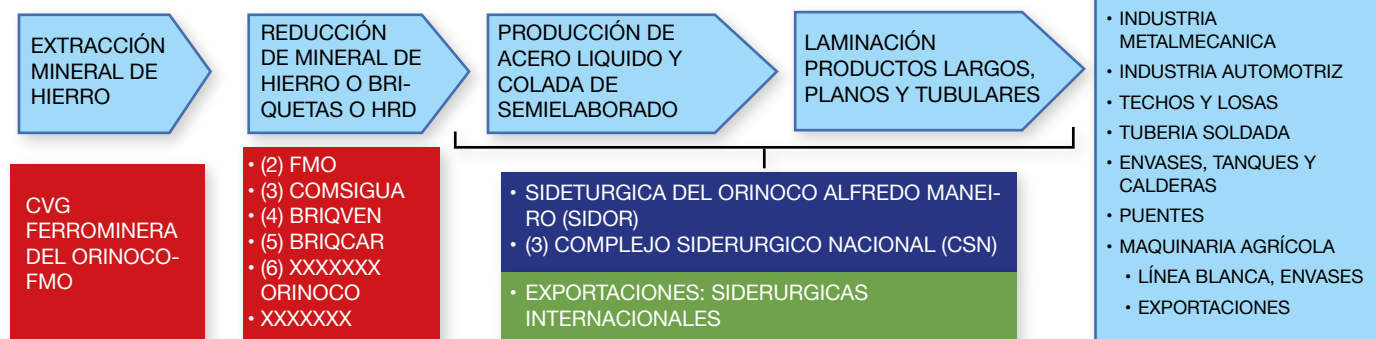 EXTRACCIÓN
MINERAL DE
HIERRO
REDUCCIÓN
DE MINERAL DE
HIERRO O BRI-
QUETAS O HRD
PRODUCCIÓN DE
ACERO LIQUIDO Y
COLADA DE
SEMIELABORADO
LAMINACIÓN
PRODUCTOS LARGOS,
PLANOS Y TUBULARES
• INDUSTRIA
METALMECANICA
• INDUSTRIA AUTOMOTRIZ
• TECHOS Y LOSAS
• TUBERIA SOLDADA
• ENVASES, TANQUES Y
CALDERAS
• PUENTES
• MAQUINARIA AGRÍCOLA
• LÍNEA BLANCA, ENVASES
• EXPORTACIONES
CVG
FERROMINERA
DEL ORINOCO-
FMO
• (2) FMO
• (3) COMSIGUA
• (4) BRIQVEN
• (5) BRIQCAR
• (6) XXXXXXX
ORINOCO
• XXXXXXX
• SIDETURGICA DEL ORINOCO ALFREDO MANEI-
RO (SIDOR)
• (3) COMPLEJO SIDERURGICO NACIONAL (CSN)
• EXPORTACIONES: SIDERURGICAS
INTERNACIONALES